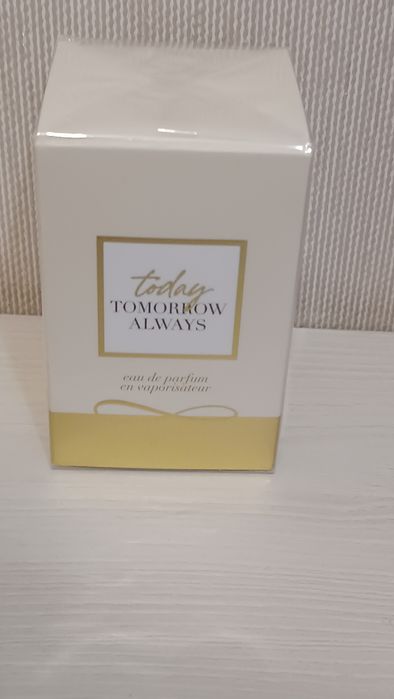 today
TOMORROW
ALWAYS
eau de parfum
en vaporisateur